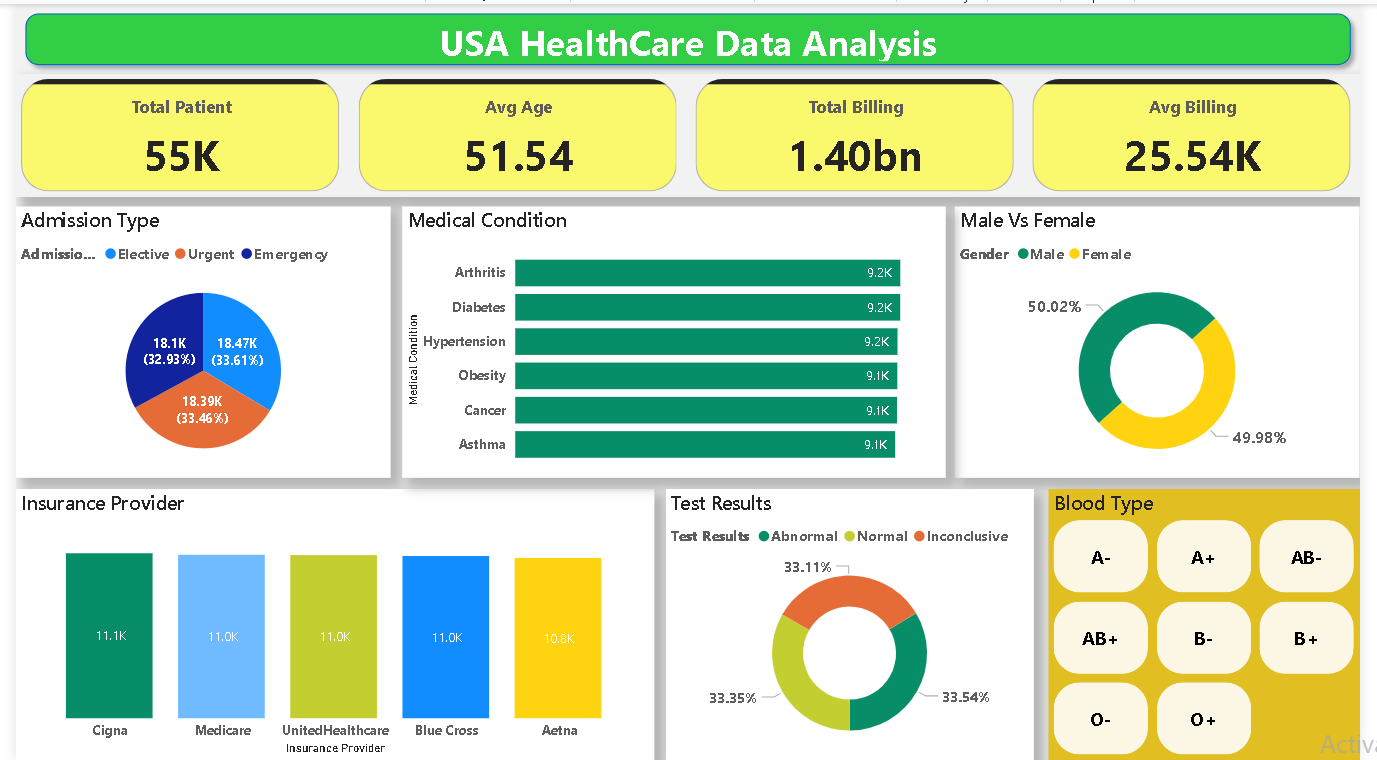 USA HealthCare Data Analysis
Total Patient
55K
Avg Age
51.54
Total Billing
1.40bn
Avg Billing
25.54K
Admission Type
Admissio... Elective Urgent Emergency
18.1K
(32.93%)
18.47K
(33.61%)
18.39K
(33.46%)
Medical Condition
Medical Condition
Arthritis 9.2K
Diabetes 9.2K
Hypertension 9.2K
Obesity 9.1K
Cancer 9.1K
Asthma 9.1K
Male Vs Female
Gender Male Female
50.02%
49.98%
Insurance Provider
11.1K 11.0K 11.0K 11.0K 10.8K
Cigna Medicare UnitedHealthcare Blue Cross Aetna
Insurance Provider
Test Results
Test Results Abnormal Normal Inconclusive
33.11%
33.35%
33.54%
Blood Type
A- A+ AB-
AB+ B- B+
O- O+